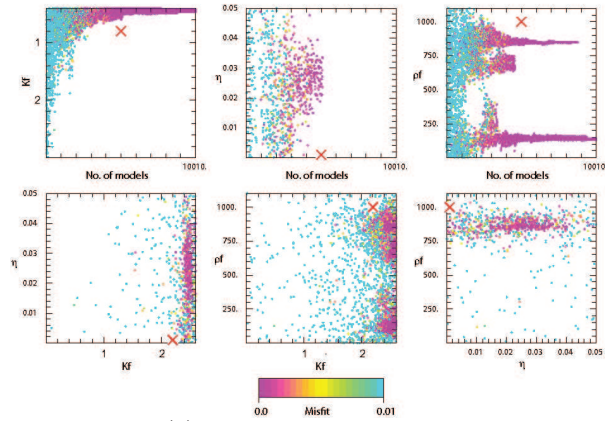 Kf
1
2
No. of models
10010.
η
0.05
0.04
0.03
0.02
0.01
No. of models
10010.
ρf
1000.
750.
500.
250.
No. of models
10010.
η
0.05
0.04
0.03
0.02
0.01
1
2
Kf
ρf
1000.
750.
500.
250.
1
2
Kf
ρf
1000.
750.
500.
250.
0.01
0.02
0.03
0.04
0.05
η
0.0
Misfit
0.01